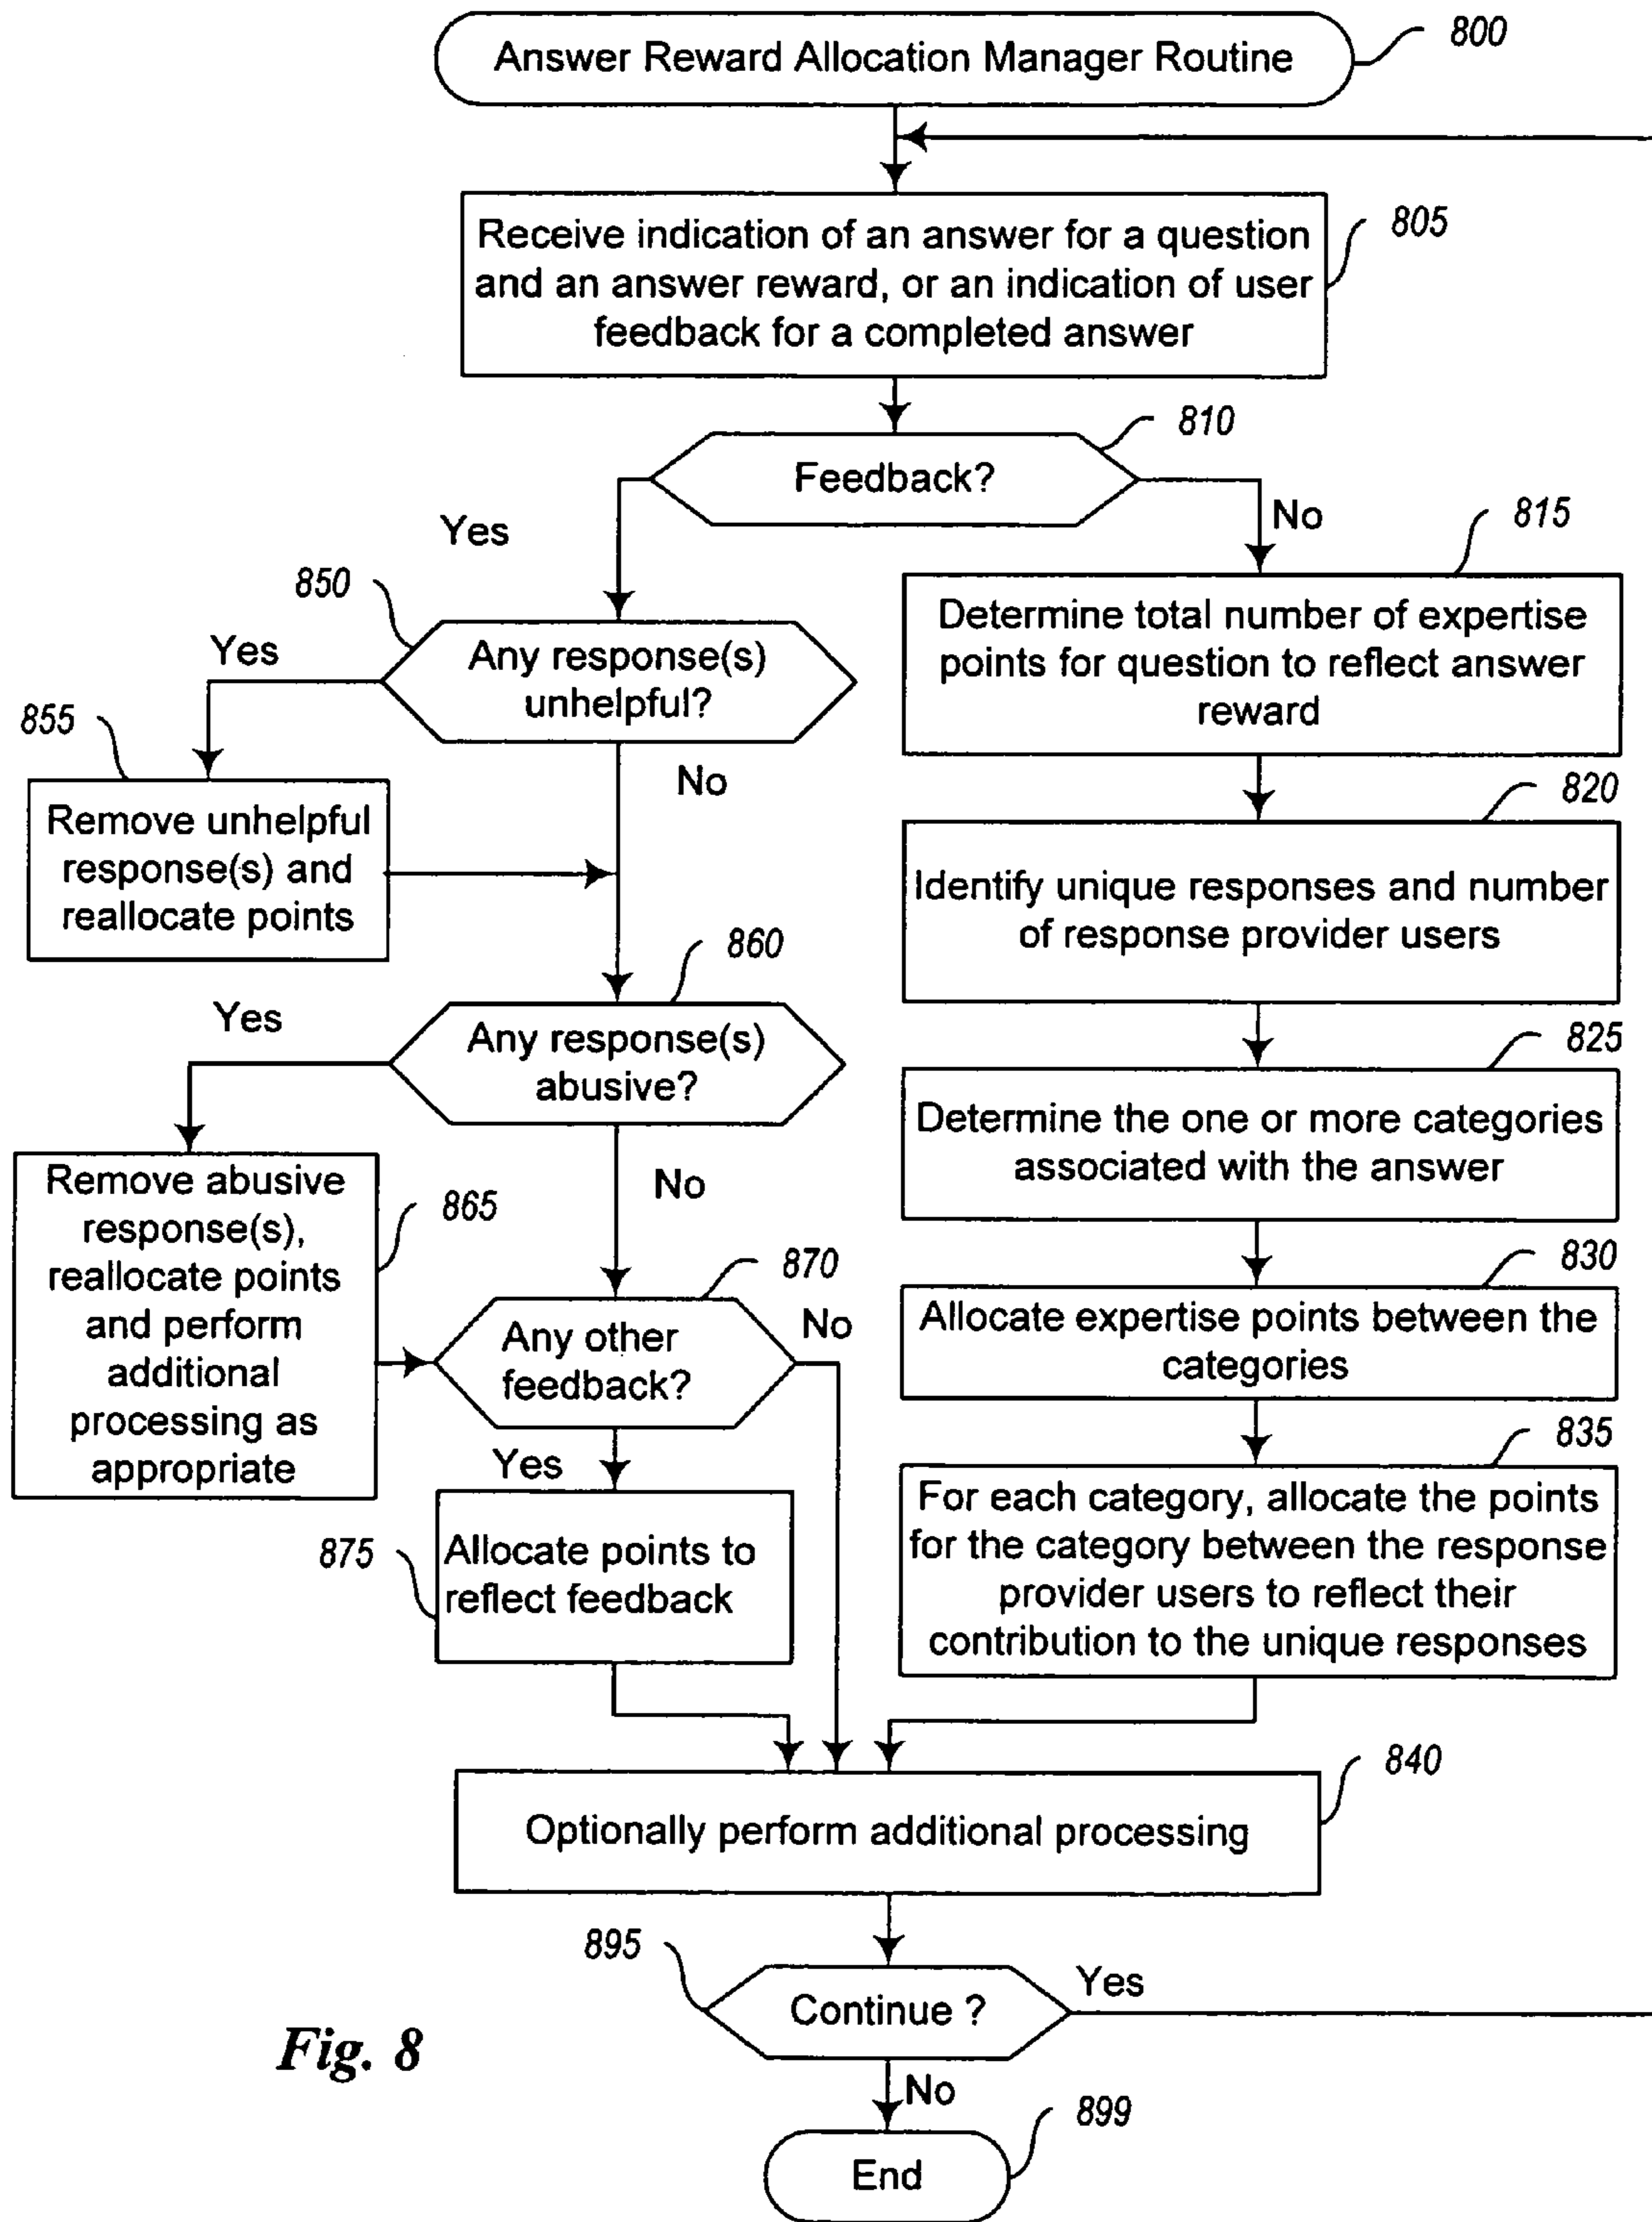 Answer Reward Allocation Manager Routine
800
Receive indication of an answer for a question
and an answer reward, or an indication of user
feedback for a completed answer
805
Feedback?
810
Yes
No
815
Determine total number of expertise
points for question to reflect answer
reward
850
Any response(s)
unhelpful?
Yes
No
855
Remove unhelpful
response(s) and
reallocate points
820
Identify unique responses and number
of response provider users
860
Any response(s)
abusive?
Yes
No
825
Determine the one or more categories
associated with the answer
Remove abusive
response(s),
reallocate points
and perform
additional
processing as
appropriate
865
870
Any other
feedback?
No
Yes
830
Allocate expertise points between the
categories
835
For each category, allocate the points
for the category between the response
provider users to reflect their
contribution to the unique responses
875
Allocate points to
reflect feedback
840
Optionally perform additional processing
895
Continue ?
Yes
No
899
End
Fig. 8